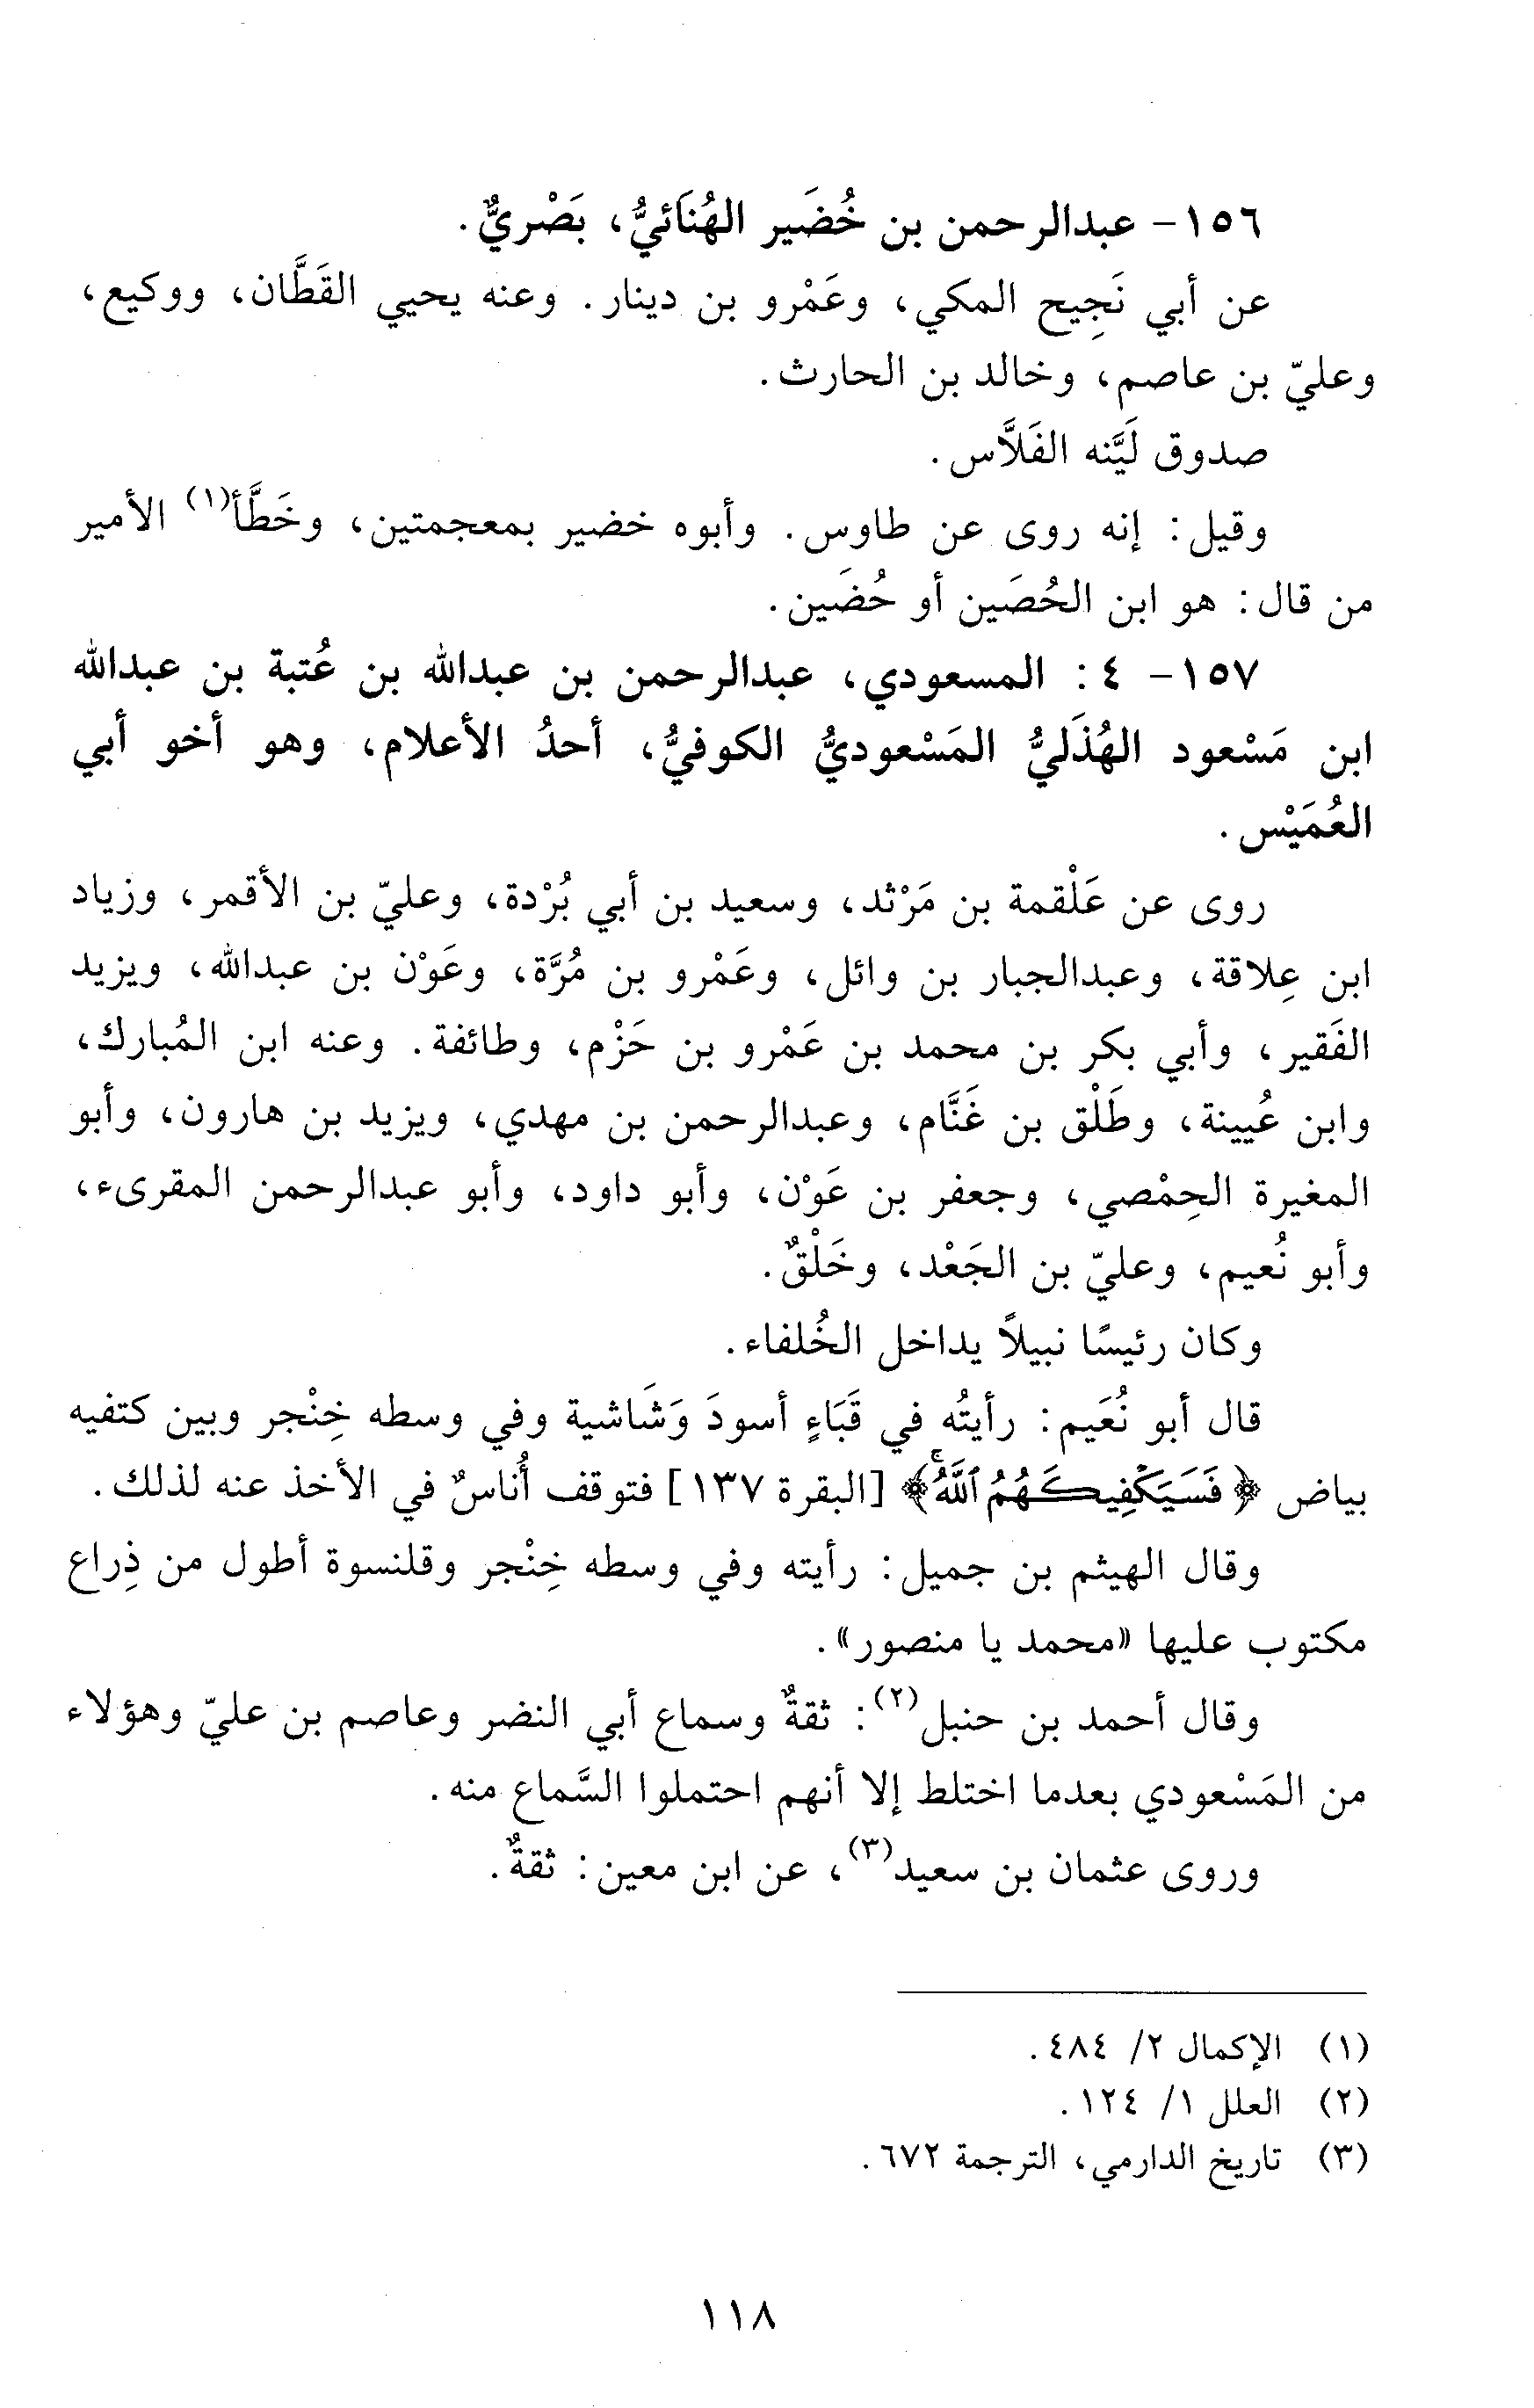 ١٥٦- عبدالرحمن بن خُضَير الهُنَائيُّ، بَصْريٌّ.
عن أبي نَجِيح المكي، وعَمْرو بن دينار. وعنه يحيي القَطَّان، ووكيع،
وعليّ بن عاصم، وخالد بن الحارث.
صدوق لَيَّنه الفَلَّاس.
وقيل: إنه روى عن طاوس. وأبوه خضير بمعجمتين، وخَطَّأ(١) الأمير
من قال: هو ابن الحُصَين أو حُضَين.
١٥٧- ٤: المسعودي، عبدالرحمن بن عبدالله بن عُتبة بن عبدالله
ابن مَسْعود الهُذَليُّ المَسْعوديُّ الكوفيُّ، أحدُ الأعلام، وهو أخو أبي
العُمَيْس.
روى عن عَلْقمة بن مَرْثد، وسعيد بن أبي بُرْدة، وعليّ بن الأقمر، وزياد
ابن عِلاقة، وعبدالجبار بن وائل، وعَمْرو بن مُرَّة، وعَوْن بن عبدالله، ويزيد
الفَقير، وأبي بكر بن محمد بن عَمْرو بن حَزْم، وطائفة. وعنه ابن المُبارك،
وابن عُيينة، وطَلْق بن غَنَّام، وعبدالرحمن بن مهدي، ويزيد بن هارون، وأبو
المغيرة الحِمْصي، وجعفر بن عَوْن، وأبو داود، وأبو عبدالرحمن المقرىء،
وأبو نُعيم، وعليّ بن الجَعْد، وخَلْقٌ.
وكان رئيسًا نبيلاً يداخل الخُلفاء.
قال أبو نُعَيم: رأيتُه في قَبَاءٍ أسودَ وَشَاشية وفي وسطه خِنْجر وبين كتفيه
بياض ﴿فَسَيَكْفِيكَهُمُ ٱللَّهُۚ﴾ [البقرة ١٣٧] فتوقف أُناسٌ في الأخذ عنه لذلك.
وقال الهيثم بن جميل: رأيته وفي وسطه خِنْجر وقلنسوة أطول من ذِراع
مكتوب عليها «محمد يا منصور».
وقال أحمد بن حنبل(٢): ثقةٌ وسماع أبي النضر وعاصم بن عليّ وهؤلاء
من المَسْعودي بعدما اختلط إلا أنهم احتملوا السَّماع منه.
وروى عثمان بن سعيد(٣)، عن ابن معين: ثقةٌ.
(١) الإكمال ٢/ ٤٨٤.
(٢) العلل ١/ ١٢٤.
(٣) تاريخ الدارمي، الترجمة ٦٧٢.
١١٨